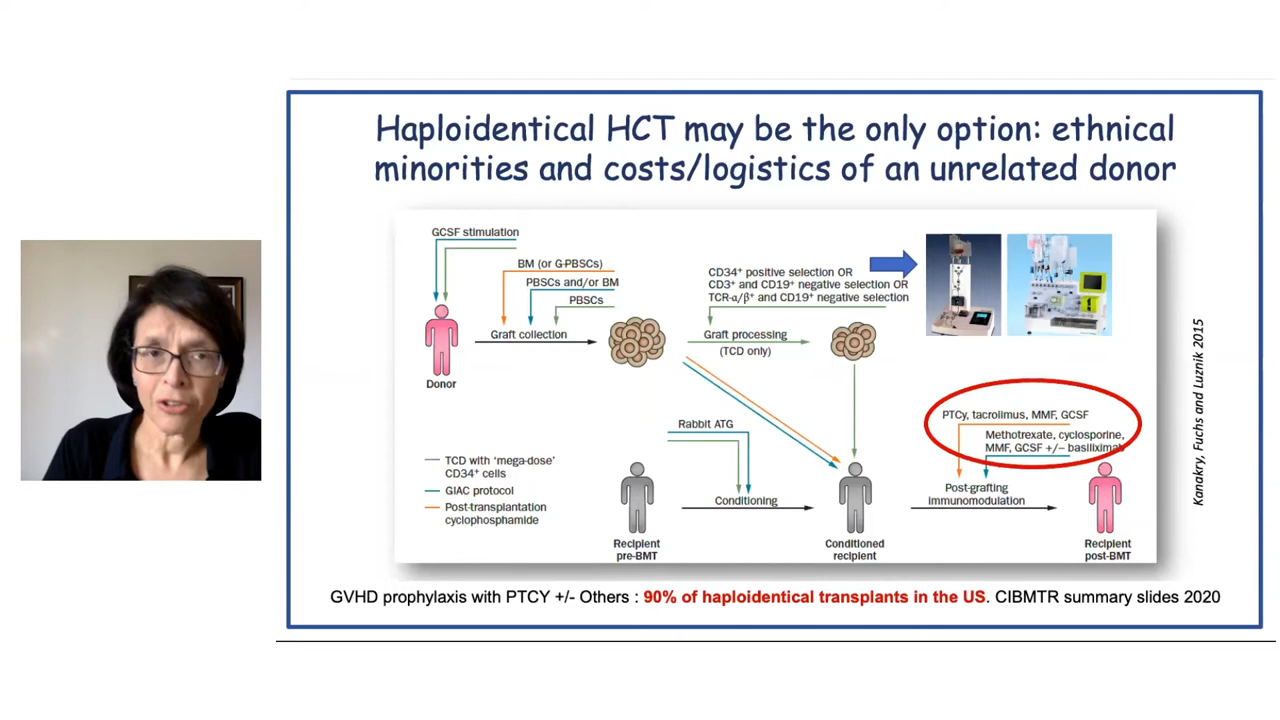 Haploidentical HCT may be the only option: ethnical
minorities and costs/logistics of an unrelated donor
GCSF stimulation
BM (or G-PBSCs)
PBSCs and/or BM
PBSCs
Graft collection
Donor
CD34⁺ positive selection OR
CD3⁺ and CD19⁺ negative selection OR
TCR-α/β⁺ and CD19⁺ negative selection
Graft processing
(TCD only)
Rabbit ATG
Conditioning
PTCy, tacrolimus, MMF, GCSF
Methotrexate, cyclosporine,
MMF, GCSF +/– basiliximab
Post-grafting
immunomodulation
TCD with ‘mega-dose’
CD34⁺ cells
GIAC protocol
Post-transplantation
cyclophosphamide
Recipient
pre-BMT
Conditioned
recipient
Recipient
post-BMT
Kanakry, Fuchs and Luznik 2015
GVHD prophylaxis with PTCY +/- Others : 90% of haploidentical transplants in the US. CIBMTR summary slides 2020